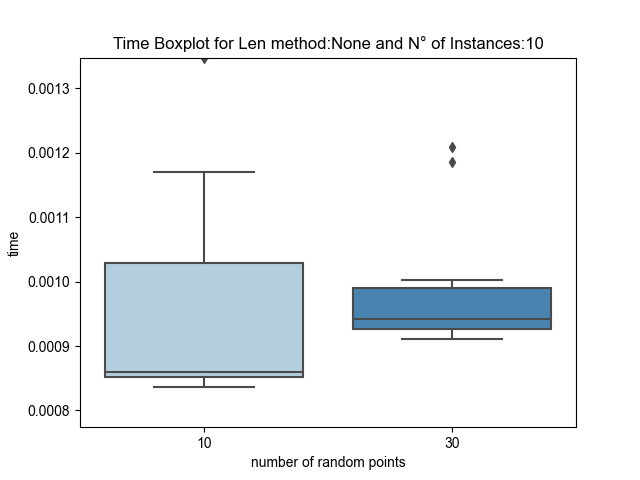 Time Boxplot for Len method:None and N° of Instances:10
0.0013
0.0012
0.0011
0.0010
0.0009
0.0008
time
10
30
number of random points